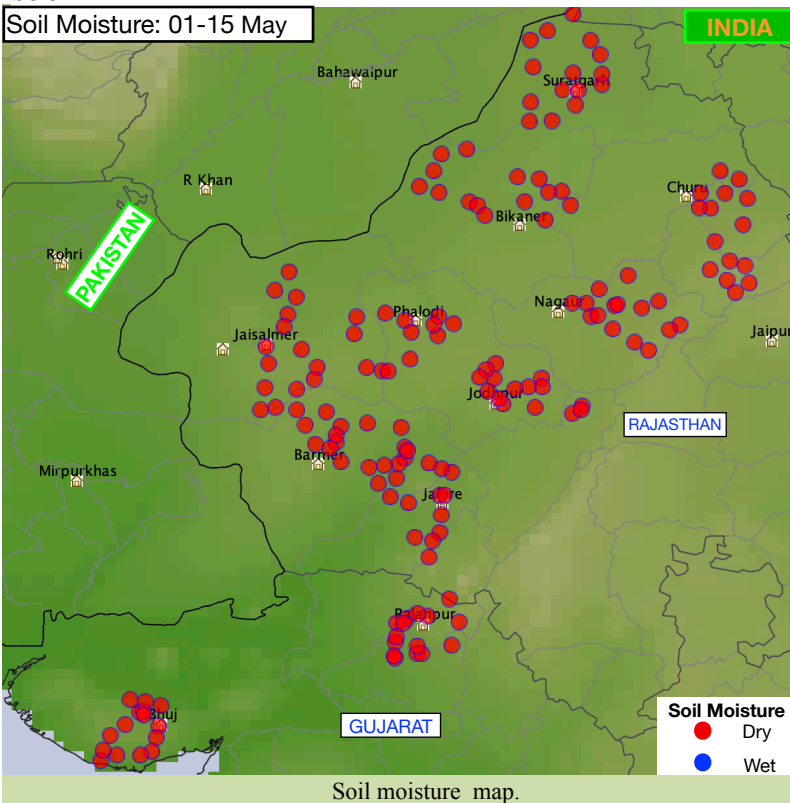 Soil Moisture: 01-15 May
INDIA
Bahawalpur
Suratgarh
R Khan
Churu
Bikaner
PAKISTAN
Rohri
Phalodi
Nagaur
Jaisalmer
Jaipur
Jodhpur
RAJASTHAN
Barmer
Mirpurkhas
Jalore
Palanpur
Bhuj
GUJARAT
Soil Moisture
Dry
Wet
Soil moisture map.